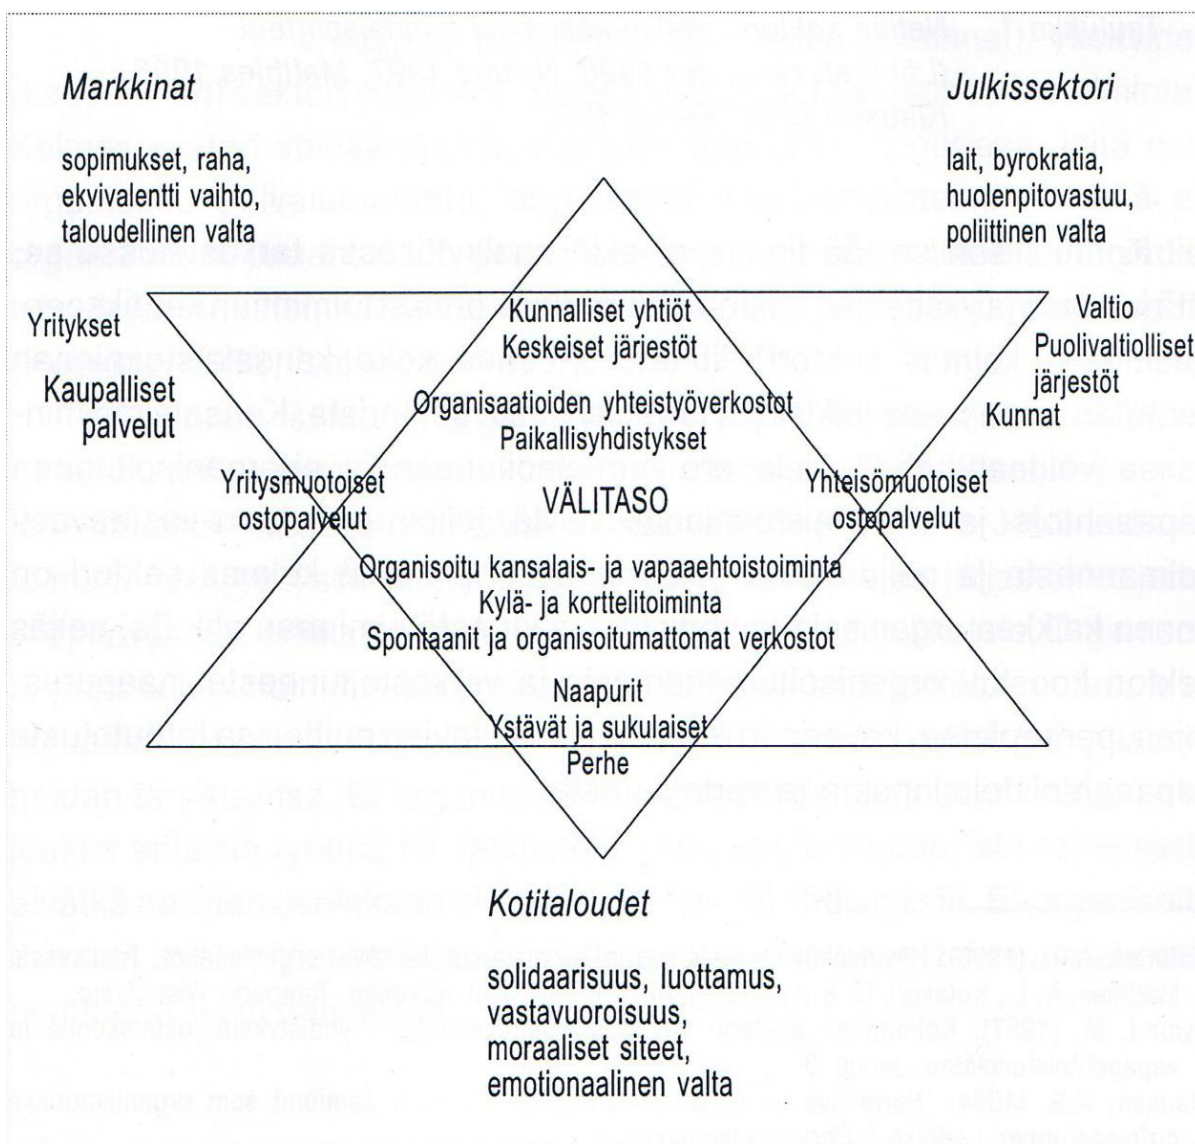 Markkinat
sopimukset, raha,
ekvivalentti vaihto,
taloudellinen valta
Julkissektori
lait, byrokratia,
huolenpitovastuu,
poliittinen valta
Yritykset
Kaupalliset
palvelut
Kunnalliset yhtiöt
Keskeiset järjestöt
Organisaatioiden yhteistyöverkostot
Paikallisyhdistykset
Valtio
Puolivaltiolliset
järjestöt
Kunnat
Yritysmuotoiset
ostopalvelut
VÄLITASO
Yhteisömuotoiset
ostopalvelut
Organisoitu kansalais- ja vapaaehtoistoiminta
Kylä- ja korttelitoiminta
Spontaanit ja organisoitumattomat verkostot
Naapurit
Ystävät ja sukulaiset
Perhe
Kotitaloudet
solidaarisuus, luottamus,
vastavuoroisuus,
moraaliset siteet,
emotionaalinen valta